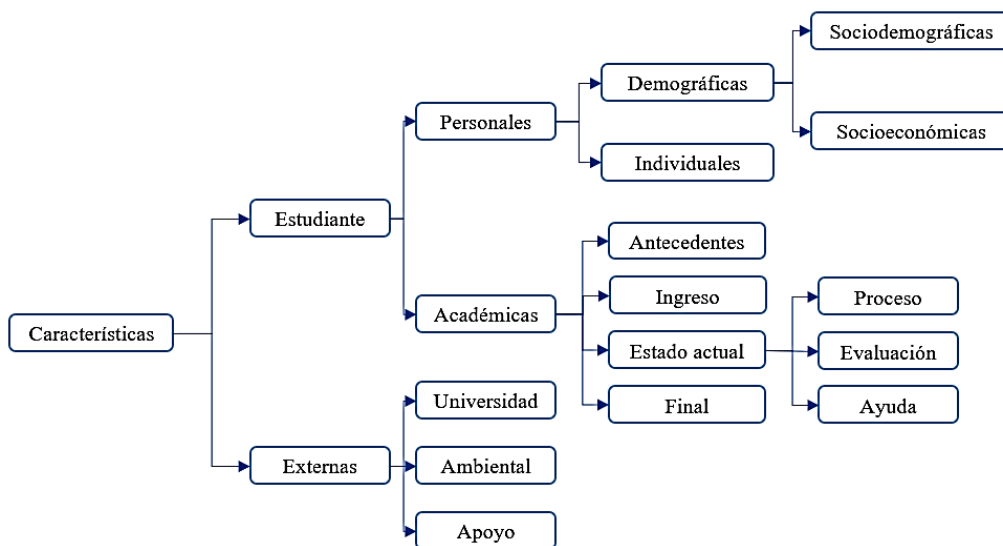 Sociodemográficas
Demográficas
Personales
Socioeconómicas
Individuales
Estudiante
Antecedentes
Ingreso
Proceso
Académicas
Característícas
Estado actual
Evaluación
Universidad
Final
Ayuda
Externas
Ambiental
Apoyo